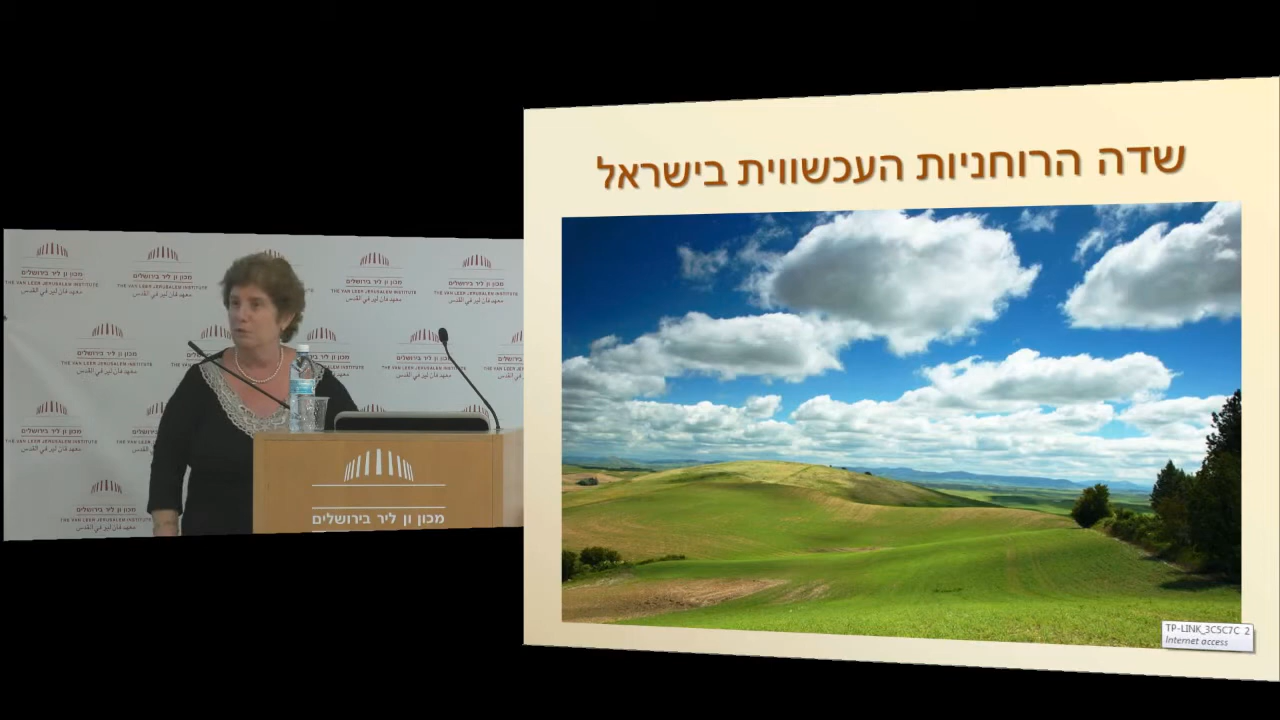 שדה הרוחניות העכשווית בישראל
מכון ון ליר בירושלים
THE VAN LEER JERUSALEM INSTITUTE
معهد فان لير في القدس
מכון ון ליר בירושלים
TP-LINK_3C5C7C 2
Internet access